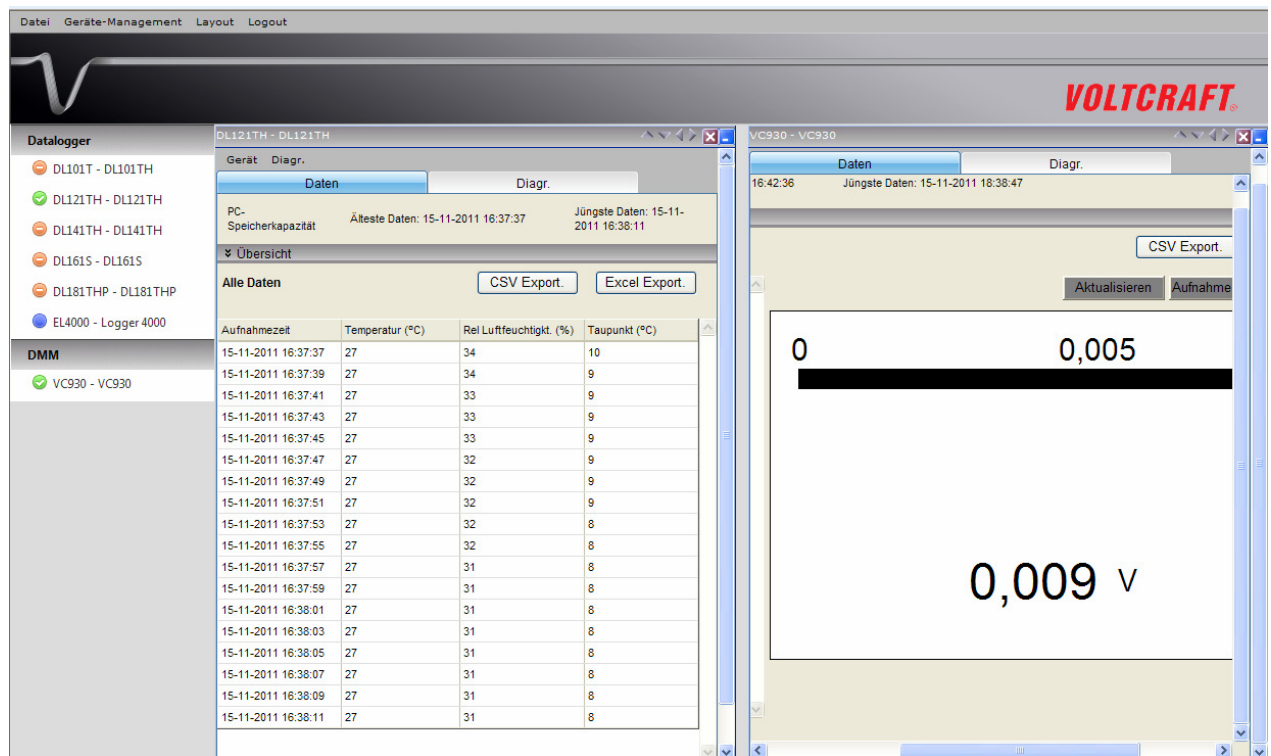 Datei Geräte-Management Layout Logout
VOLTCRAFT®
Datalogger
DL101T - DL101TH
DL121TH - DL121TH
DL141TH - DL141TH
DL161S - DL161S
DL181THP - DL181THP
EL4000 - Logger 4000
DMM
VC930 - VC930
DL121TH - DL121TH
Gerät Diagr.
Daten Diagr.
PC-
Speicherkapazität
Älteste Daten: 15-11-2011 16:37:37
Jüngste Daten: 15-11-
2011 16:38:11
Übersicht
Alle Daten CSV Export. Excel Export.
Aufnahmezeit Temperatur (ºC) Rel Luftfeuchtigkt. (%) Taupunkt (ºC)
15-11-2011 16:37:37 27 34 10
15-11-2011 16:37:39 27 34 9
15-11-2011 16:37:41 27 33 9
15-11-2011 16:37:43 27 33 9
15-11-2011 16:37:45 27 33 9
15-11-2011 16:37:47 27 32 9
15-11-2011 16:37:49 27 32 9
15-11-2011 16:37:51 27 32 9
15-11-2011 16:37:53 27 32 8
15-11-2011 16:37:55 27 32 8
15-11-2011 16:37:57 27 31 8
15-11-2011 16:37:59 27 31 8
15-11-2011 16:38:01 27 31 8
15-11-2011 16:38:03 27 31 8
15-11-2011 16:38:05 27 31 8
15-11-2011 16:38:07 27 31 8
15-11-2011 16:38:09 27 31 8
15-11-2011 16:38:11 27 31 8
VC930 - VC930
Daten Diagr.
16:42:36 Jüngste Daten: 15-11-2011 18:38:47
CSV Export.
Aktualisieren Aufnahme
0 0,005
0,009 V